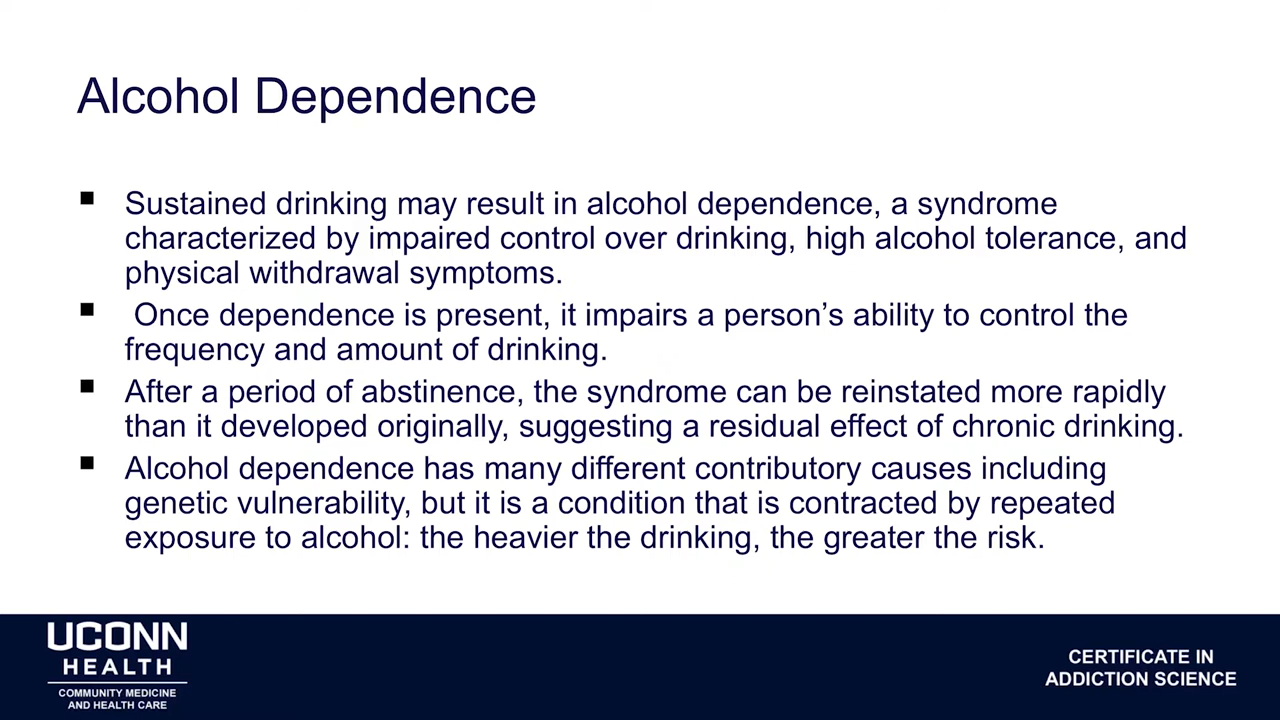 Alcohol Dependence
▪ Sustained drinking may result in alcohol dependence, a syndrome
characterized by impaired control over drinking, high alcohol tolerance, and
physical withdrawal symptoms.
▪ Once dependence is present, it impairs a person’s ability to control the
frequency and amount of drinking.
▪ After a period of abstinence, the syndrome can be reinstated more rapidly
than it developed originally, suggesting a residual effect of chronic drinking.
▪ Alcohol dependence has many different contributory causes including
genetic vulnerability, but it is a condition that is contracted by repeated
exposure to alcohol: the heavier the drinking, the greater the risk.
UCONN
HEALTH
COMMUNITY MEDICINE
AND HEALTH CARE
CERTIFICATE IN
ADDICTION SCIENCE